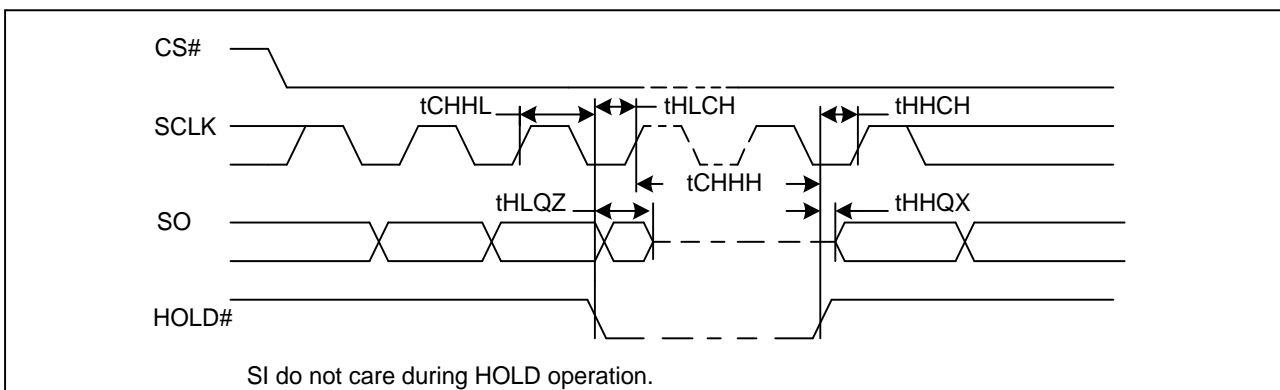 CS#
tCHHL
tHLCH
tHHCH
SCLK
tCHHH
tHLQZ
tHHQX
SO
HOLD#
SI do not care during HOLD operation.